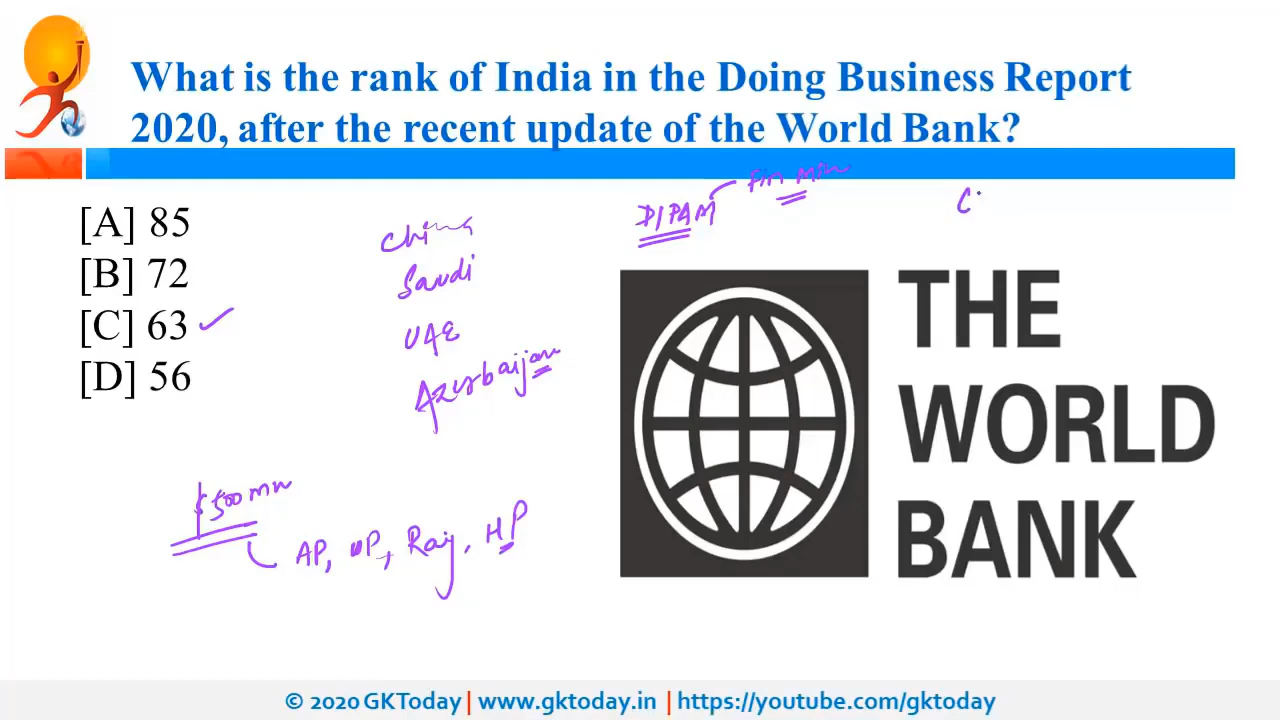 What is the rank of India in the Doing Business Report
2020, after the recent update of the World Bank?
[A] 85
[B] 72
[C] 63
[D] 56
China
Saudi
UAE
Azerbaijan
DIPAM
Fin Min
C
THE
WORLD
BANK
$500 mn
AP, UP, Raj, HP
© 2020 GKToday | www.gktoday.in | https://youtube.com/gktoday